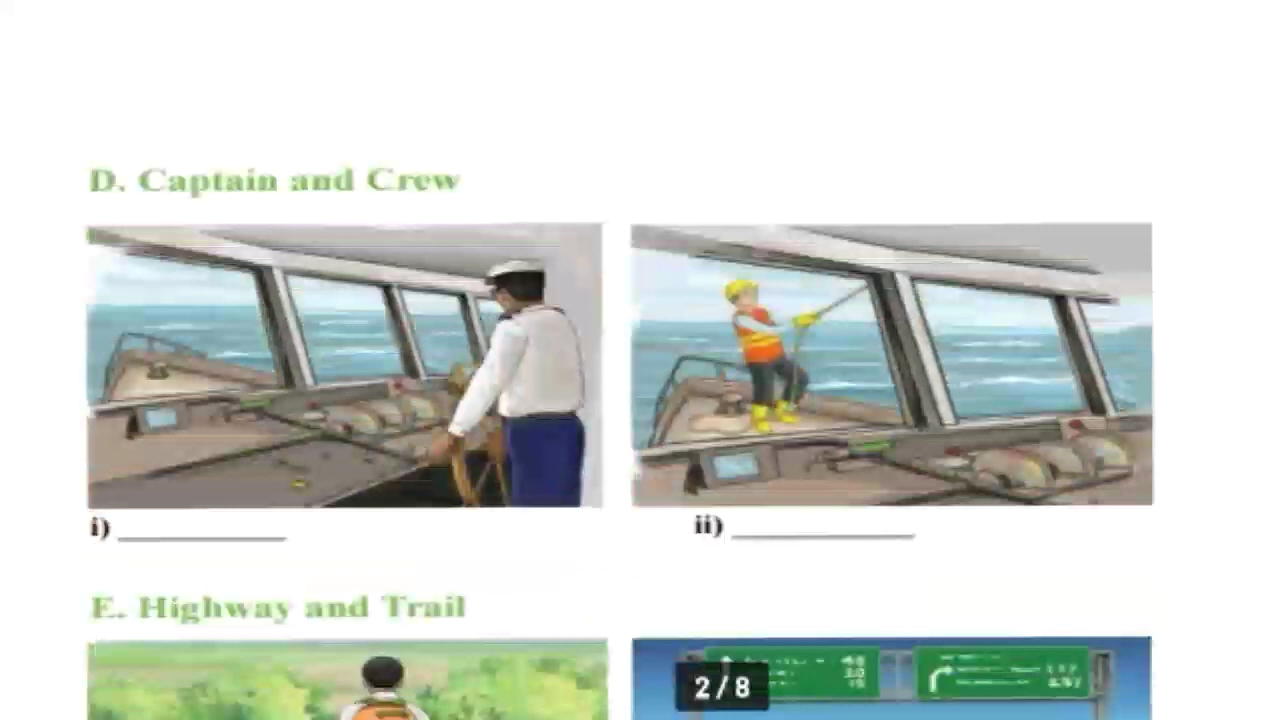 D. Captain and Crew
i) ____________
ii) ____________
E. Highway and Trail
2/8